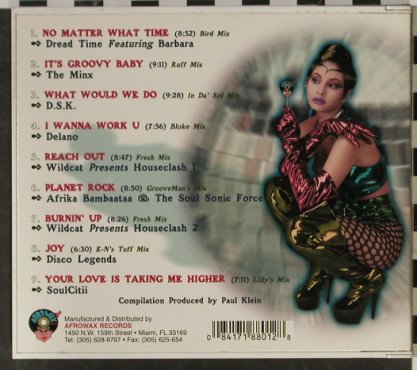 1. NO MATTER WHAT TIME (8:52) Bird Mix
Dread Time Featuring Barbara
2. IT'S GROOVY BABY (9:11) Ruff Mix
The Minx
3. WHAT WOULD WE DO (9:28) In Da' Sol Mix
D.S.K.
4. I WANNA WORK U (7:56) Bloke Mix
Delano
5. REACH OUT (8:47) Fresh Mix
Wildcat Presents Houseclash 1
6. PLANET ROCK (8:50) GrooveMan's Mix
Afrika Bambaataa & The Soul Sonic Force
7. BURNIN' UP (8:26) Fresh Mix
Wildcat Presents Houseclash 2
8. JOY (6:30) E-N's Tuff Mix
Disco Legends
9. YOUR LOVE IS TAKING ME HIGHER (7:11) Lilly's Mix
SoulCitii
Compilation Produced by Paul Klein
Manufactured & Distributed by
AFROWAX RECORDS
1450 N.W. 159th Street • Miami, FL 33169
Tel: (305) 628-9797 • Fax: (305) 625-654
0 84171 88012 8